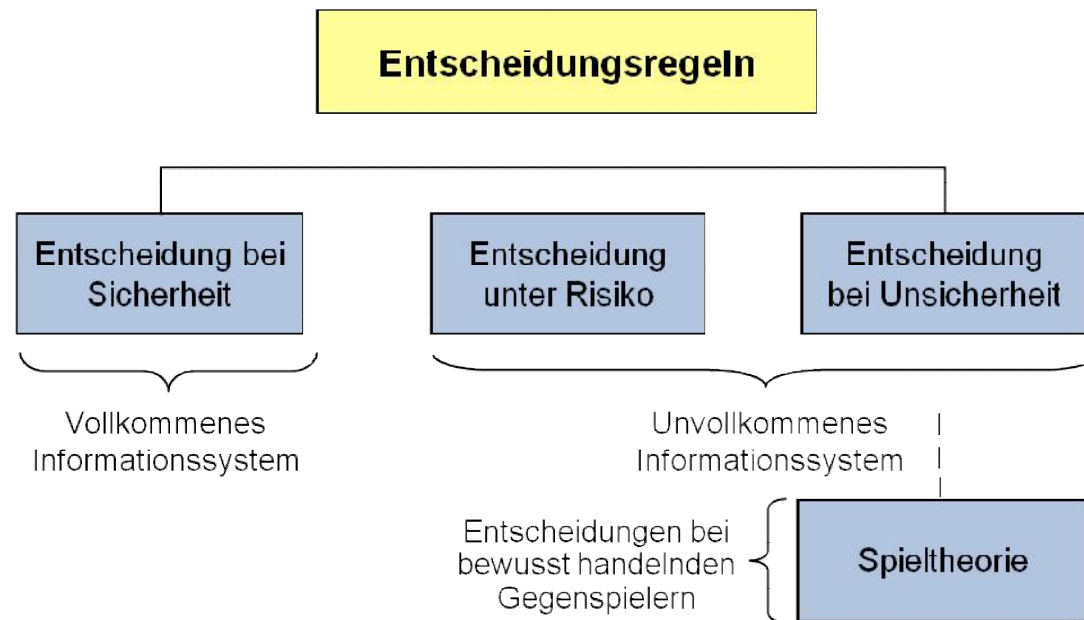 Entscheidungsregeln
Entscheidung bei
Sicherheit
Entscheidung
unter Risiko
Entscheidung
bei Unsicherheit
Vollkommenes
Informationssystem
Unvollkommenes
Informationssystem
Entscheidungen bei
bewusst handelnden
Gegenspielern
Spieltheorie